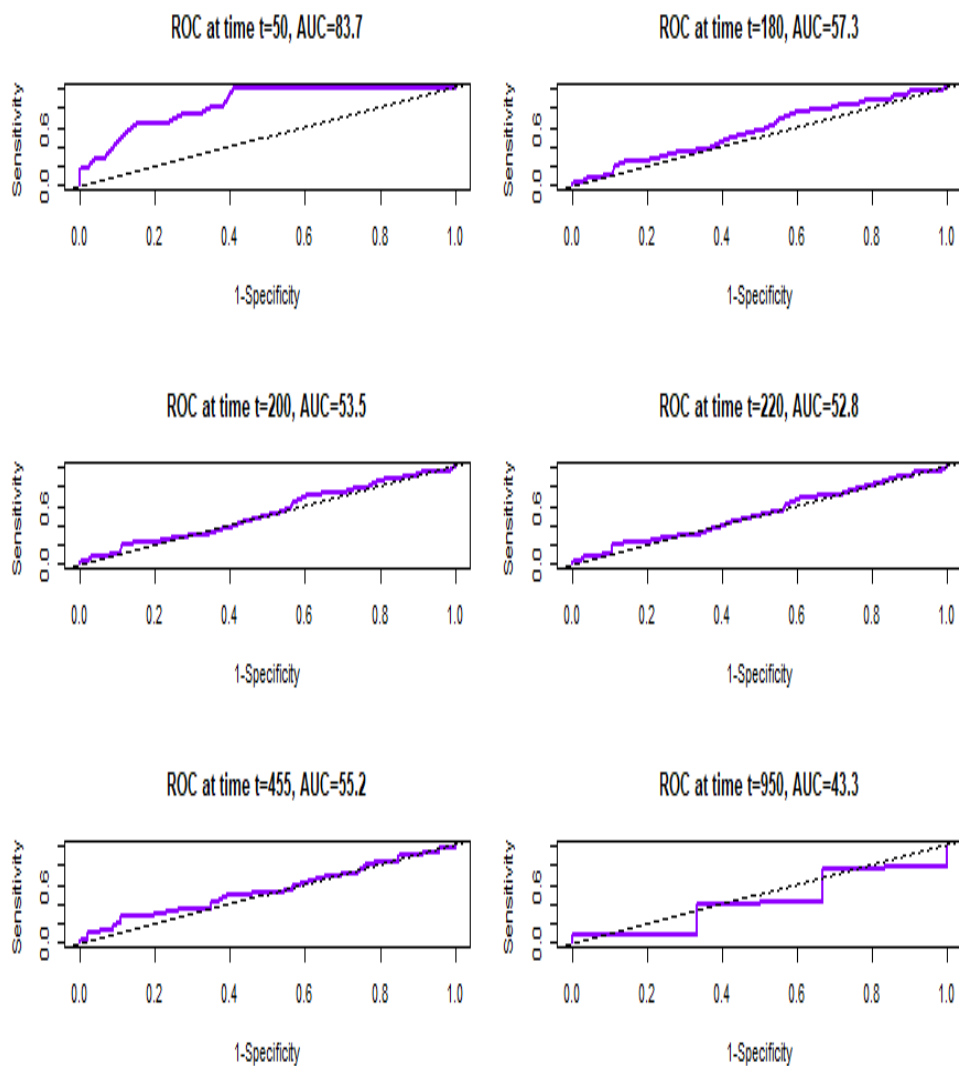 ROC at time t=50, AUC=83.7
Sensitivity
0.0 0.6
0.0 0.2 0.4 0.6 0.8 1.0
1-Specificity
ROC at time t=180, AUC=57.3
Sensitivity
0.0 0.6
0.0 0.2 0.4 0.6 0.8 1.0
1-Specificity
ROC at time t=200, AUC=53.5
Sensitivity
0.0 0.6
0.0 0.2 0.4 0.6 0.8 1.0
1-Specificity
ROC at time t=220, AUC=52.8
Sensitivity
0.0 0.6
0.0 0.2 0.4 0.6 0.8 1.0
1-Specificity
ROC at time t=455, AUC=55.2
Sensitivity
0.0 0.6
0.0 0.2 0.4 0.6 0.8 1.0
1-Specificity
ROC at time t=950, AUC=43.3
Sensitivity
0.0 0.6
0.0 0.2 0.4 0.6 0.8 1.0
1-Specificity